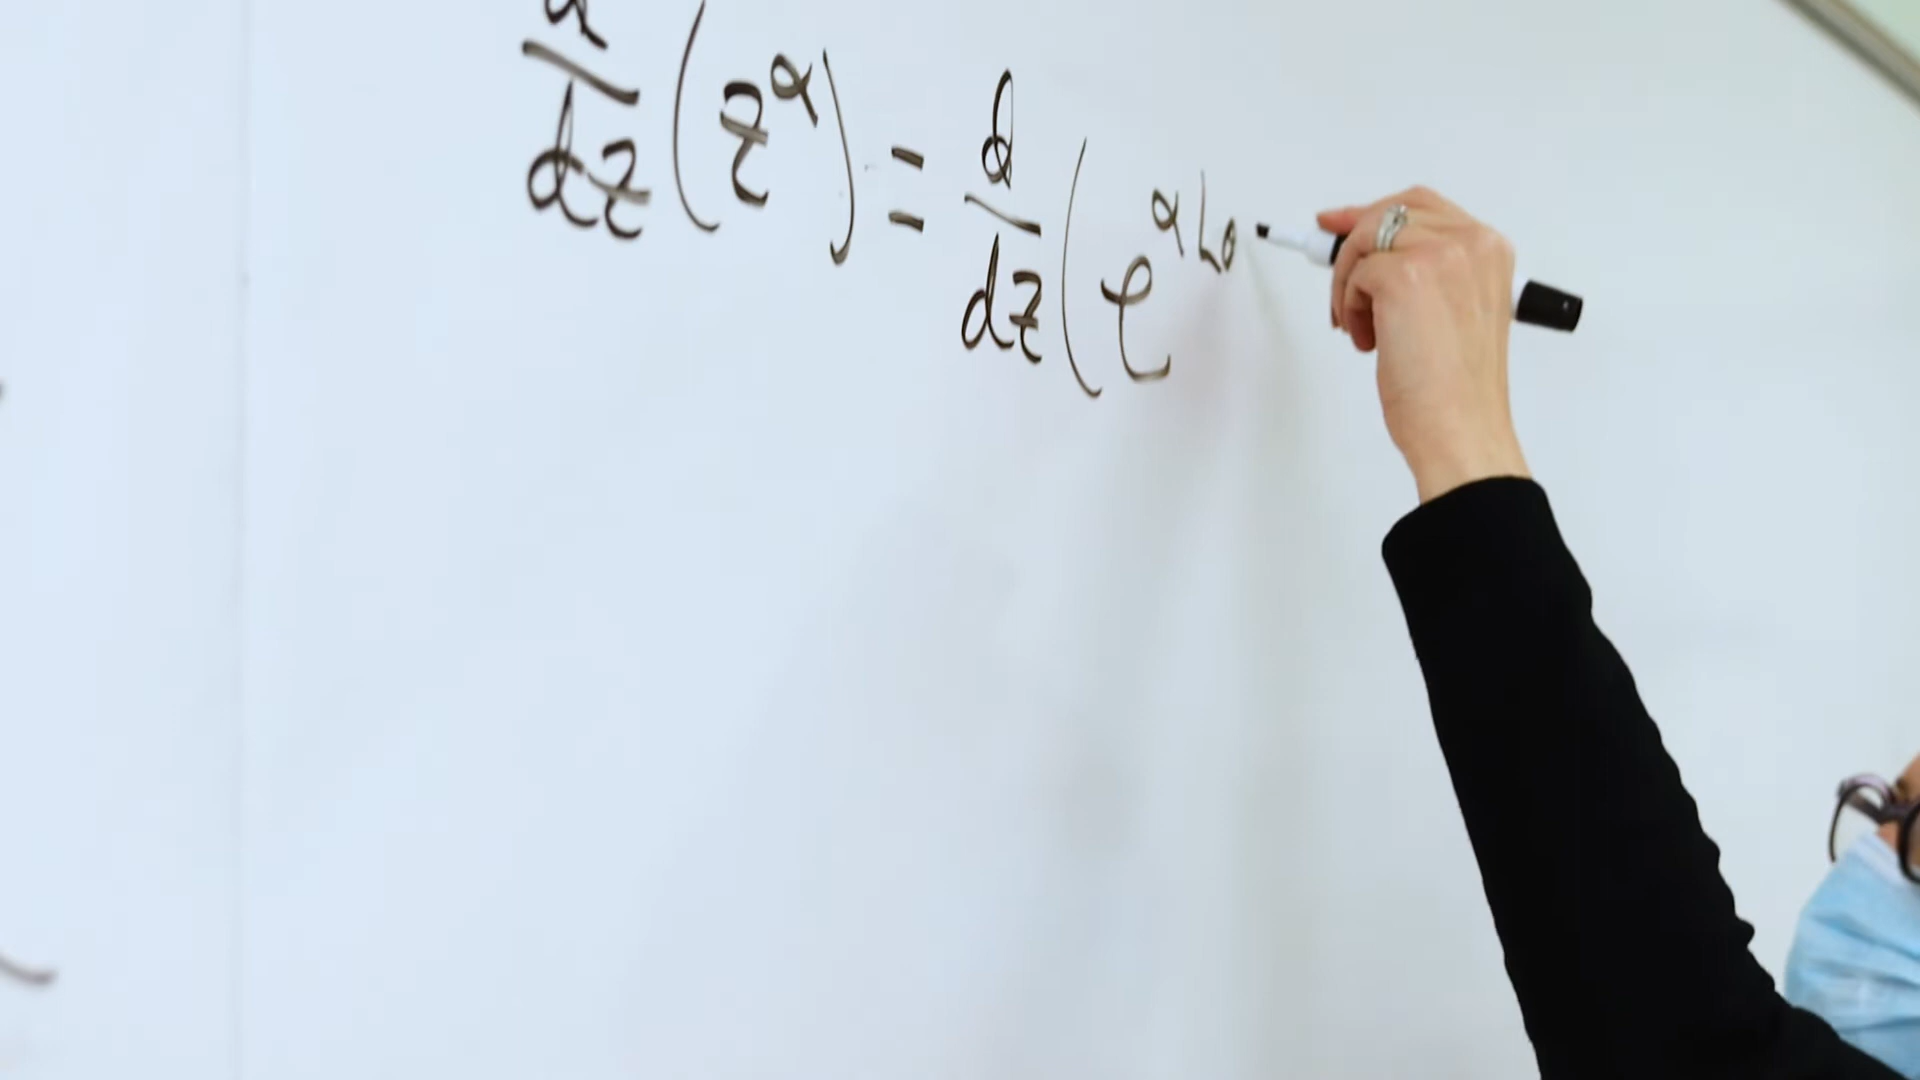 d/dz (z^α) = d/dz (e^α Lo